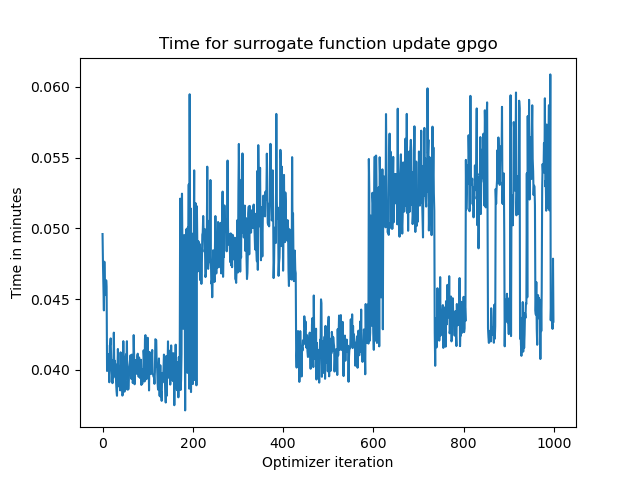 Time for surrogate function update gpgo
0.060
0.055
0.050
0.045
0.040
Time in minutes
0 200 400 600 800 1000
Optimizer iteration